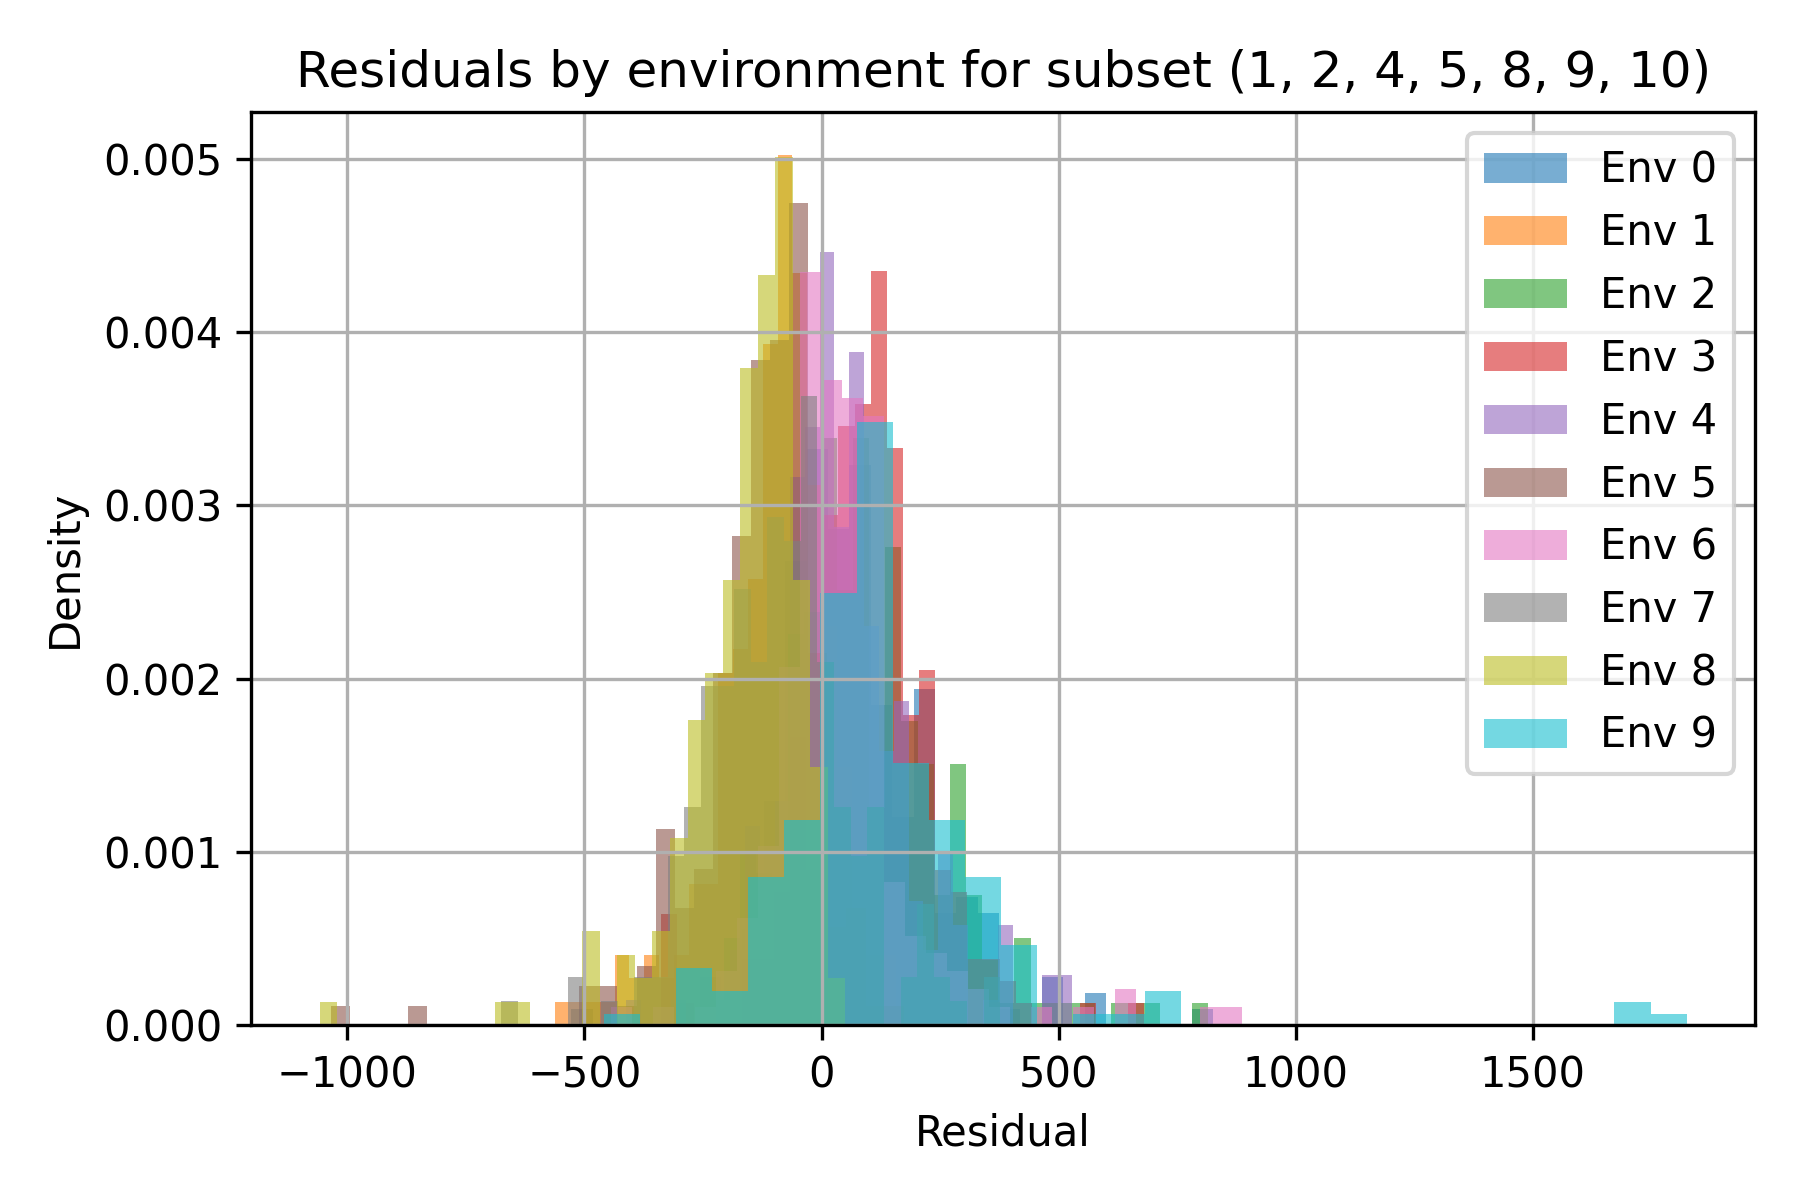 Residuals by environment for subset (1, 2, 4, 5, 8, 9, 10)
0.005
0.004
0.003
0.002
0.001
0.000
Density
−1000
−500
0
500
1000
1500
Residual
Env 0
Env 1
Env 2
Env 3
Env 4
Env 5
Env 6
Env 7
Env 8
Env 9